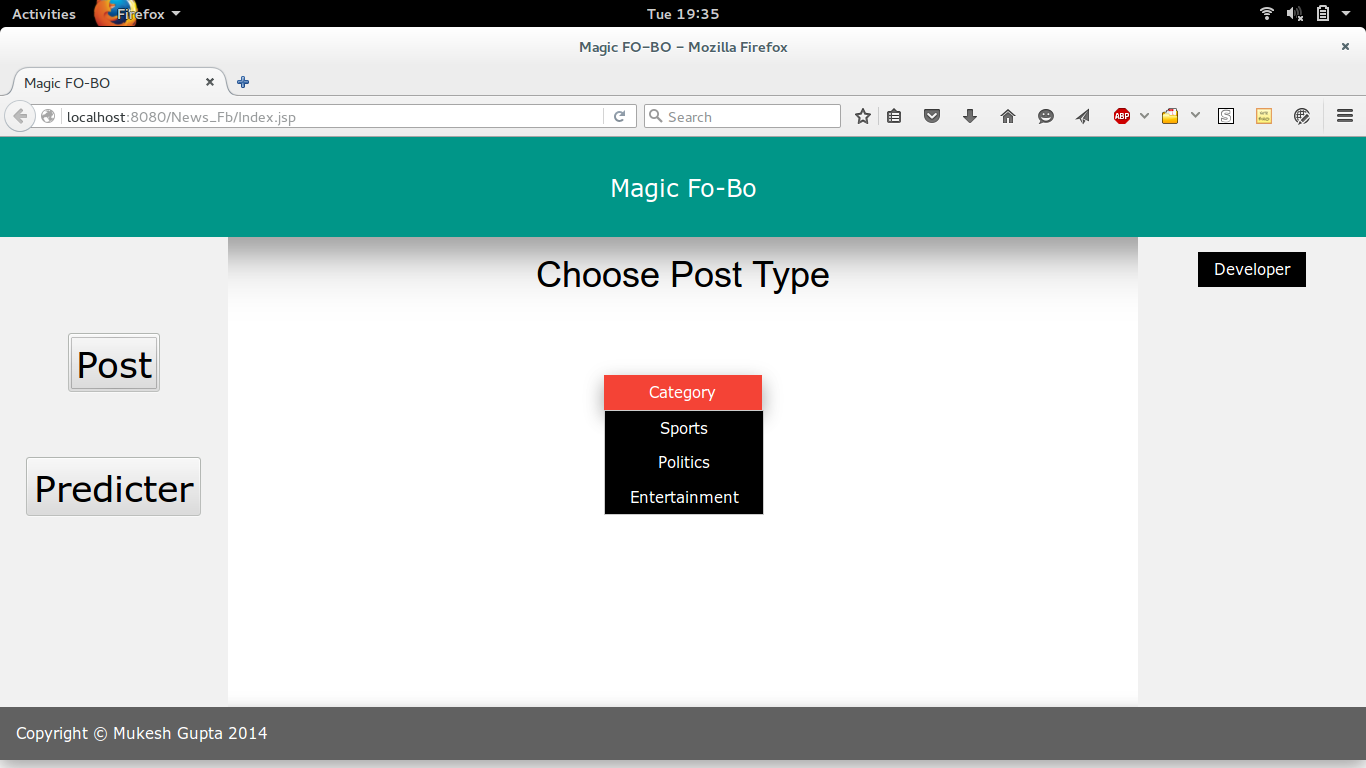 Activities Firefox Tue 19:35
Magic FO-BO - Mozilla Firefox
Magic FO-BO
localhost:8080/News_Fb/Index.jsp Search ABP S
Magic Fo-Bo
Choose Post Type
Developer
Post
Category
Sports
Politics
Predicter
Entertainment
Copyright © Mukesh Gupta 2014